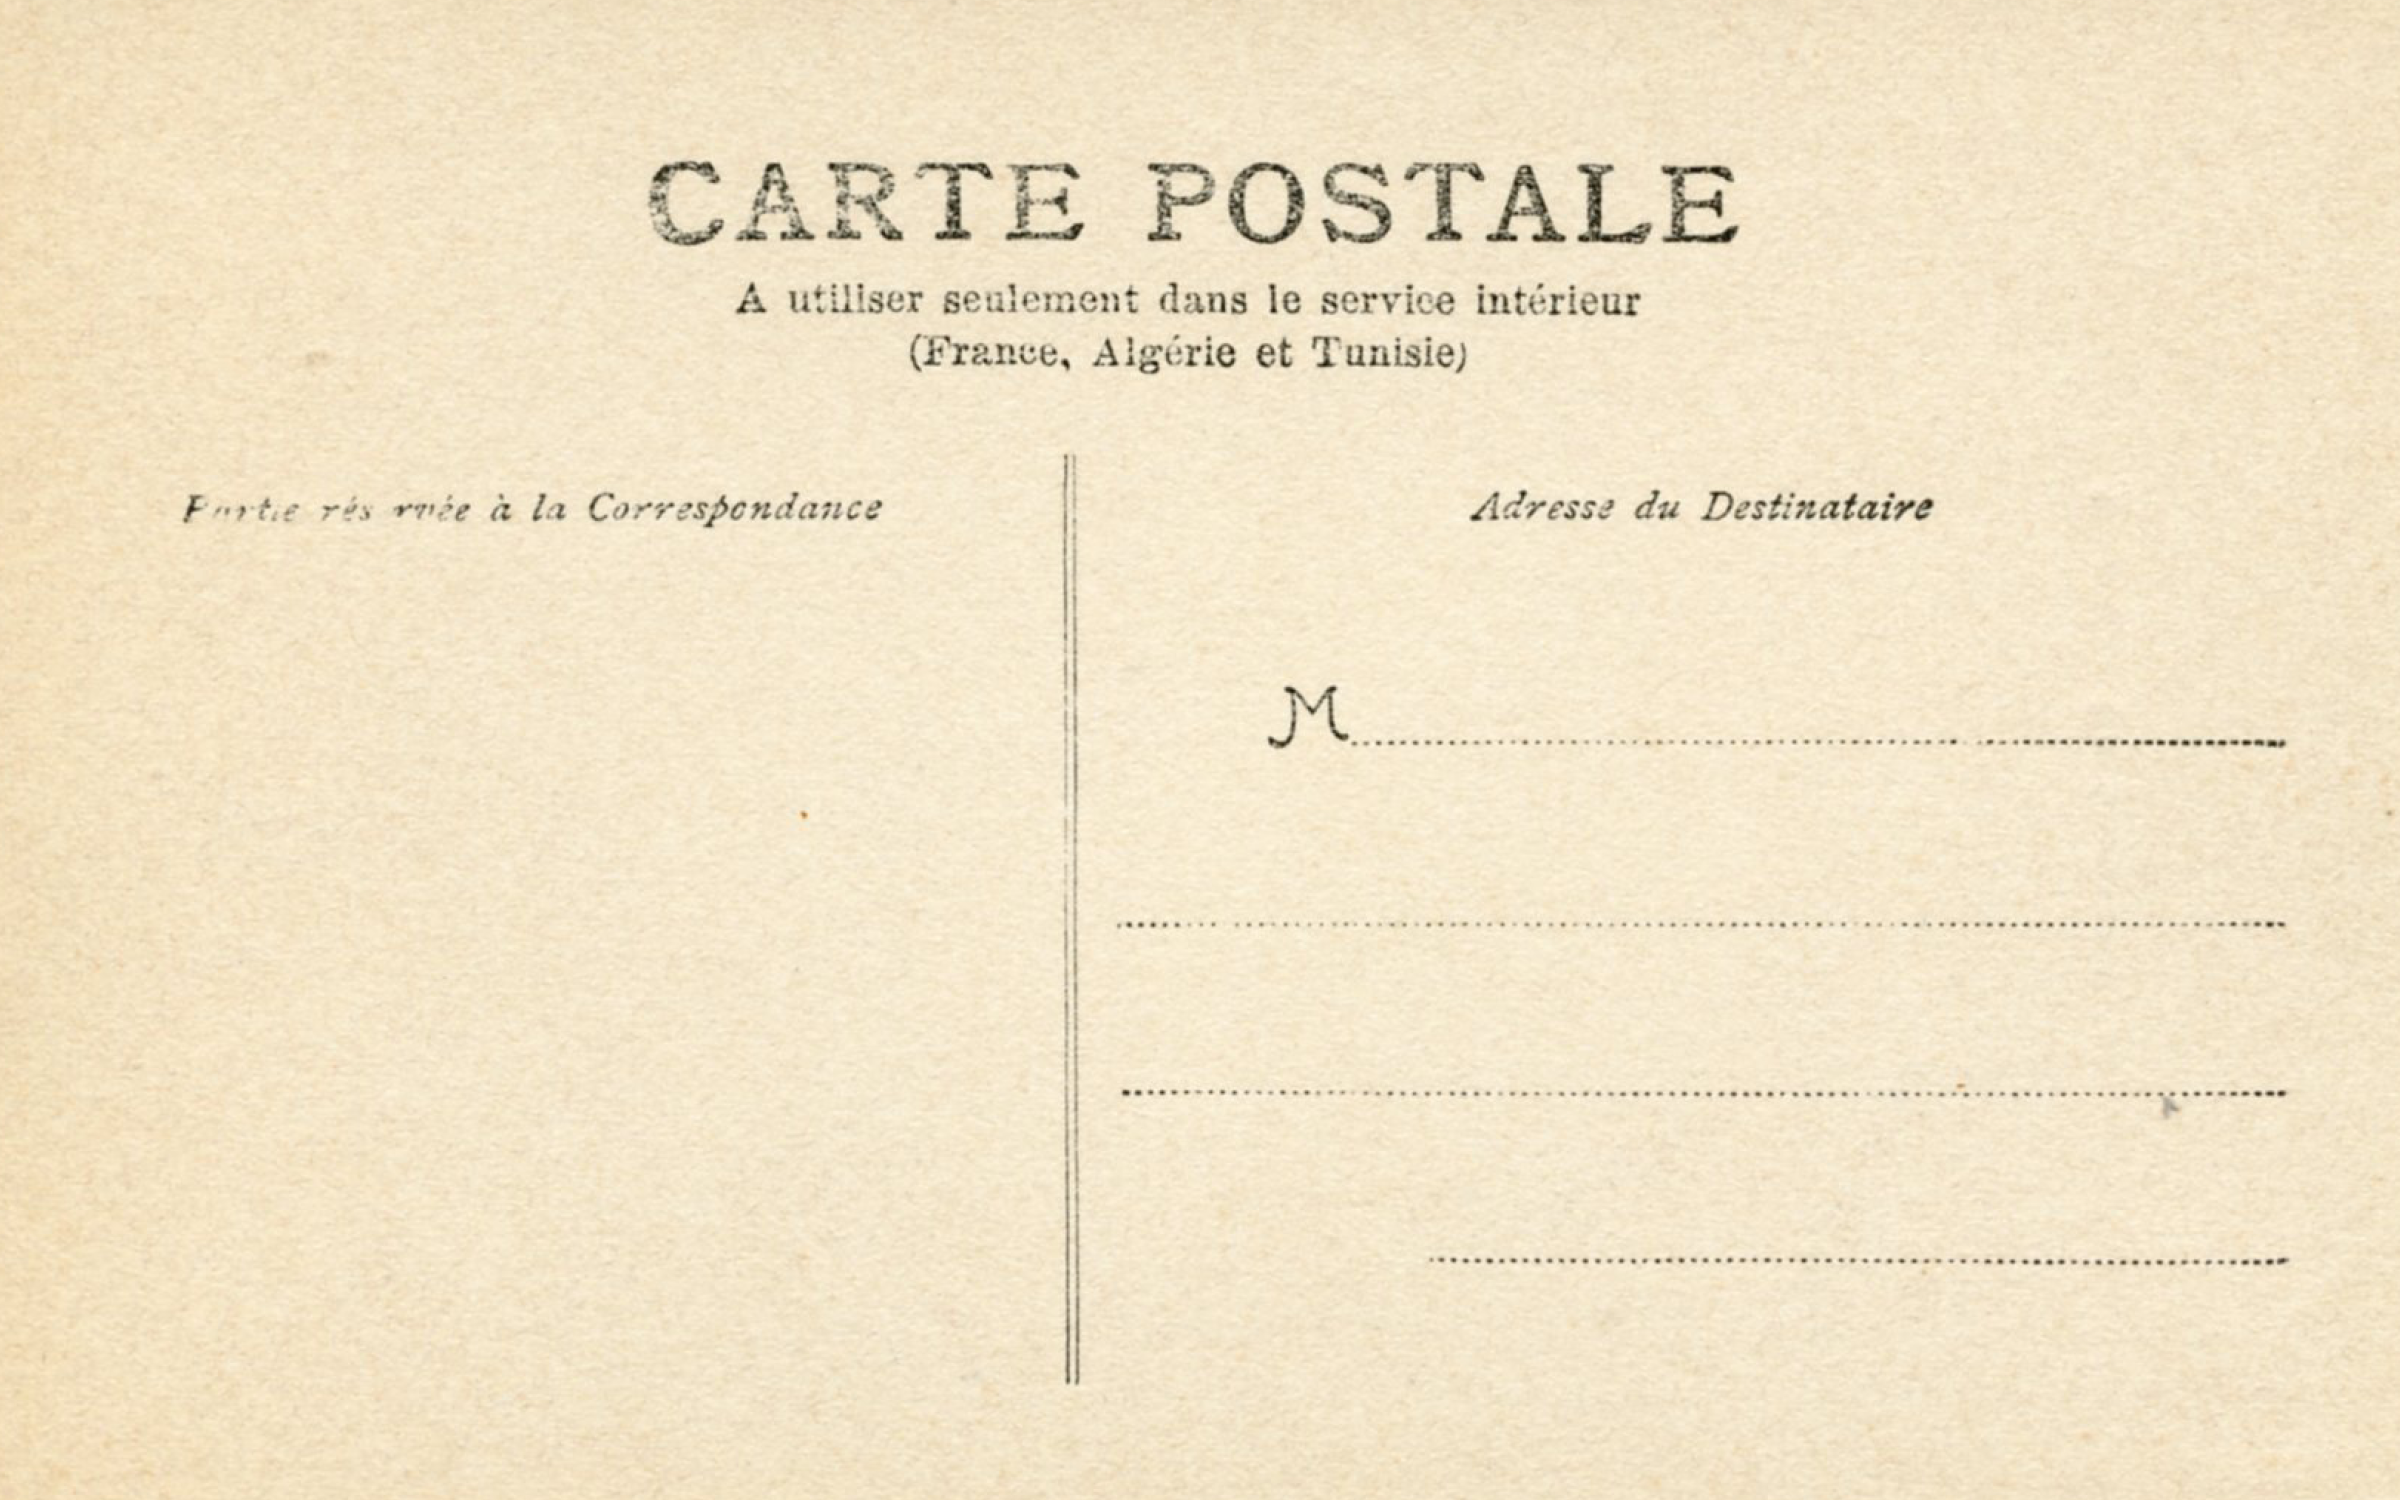 CARTE POSTALE
A utiliser seulement dans le service intérieur
(France, Algérie et Tunisie)
Partie réservée à la Correspondance
Adresse du Destinataire
M